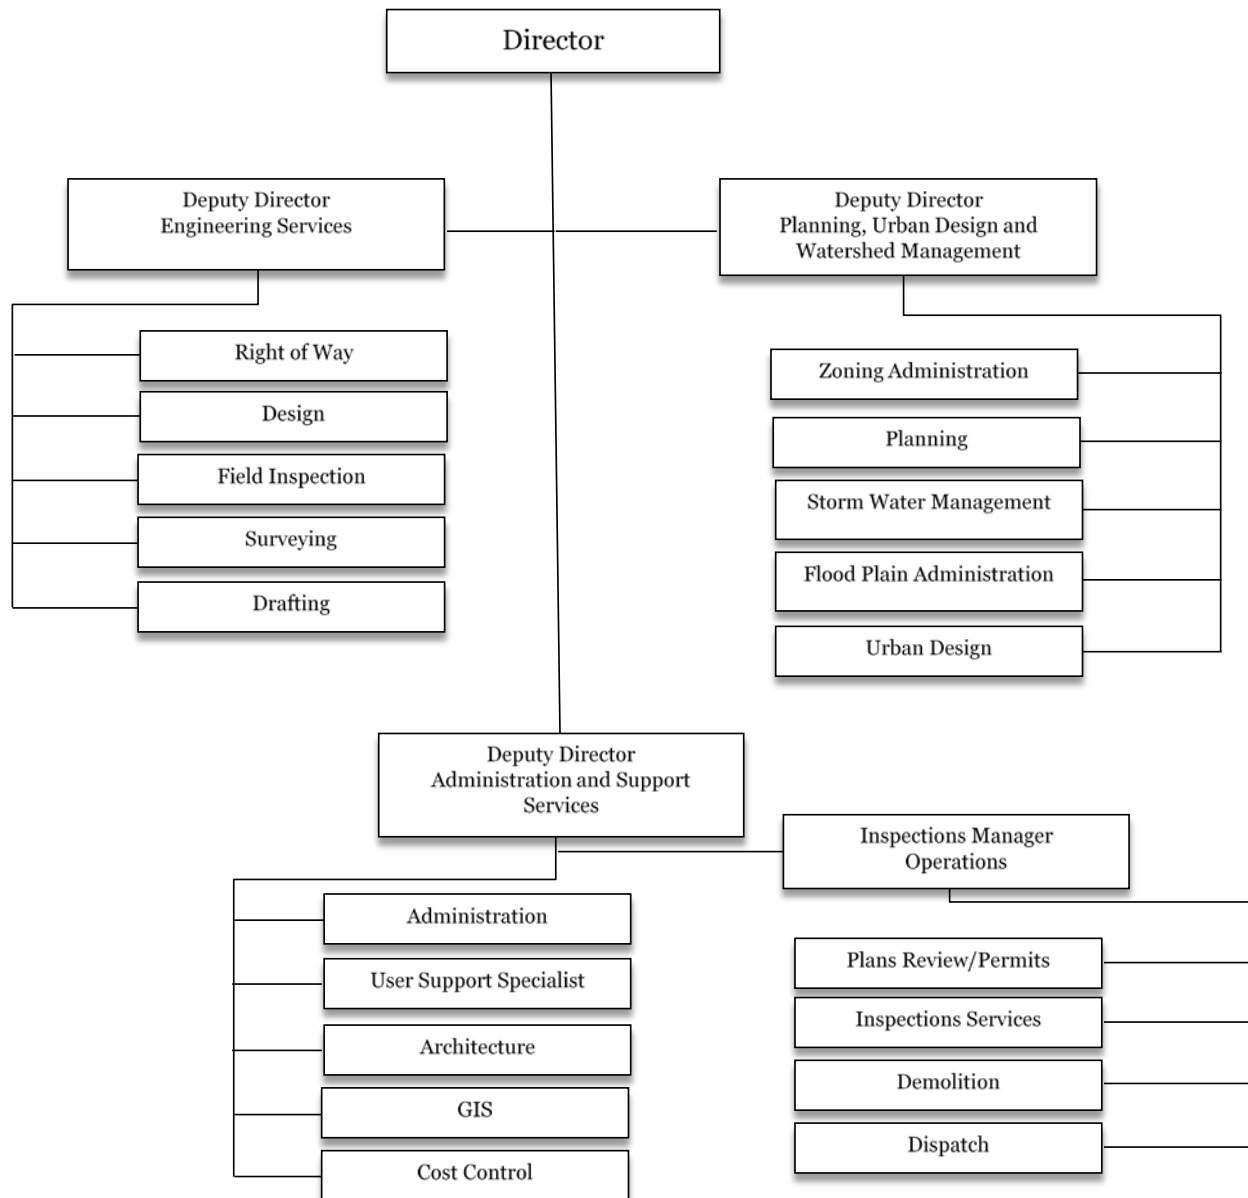 Director
Deputy Director
Engineering Services
Deputy Director
Planning, Urban Design and
Watershed Management
Right of Way
Design
Field Inspection
Surveying
Drafting
Zoning Administration
Planning
Storm Water Management
Flood Plain Administration
Urban Design
Deputy Director
Administration and Support
Services
Inspections Manager
Operations
Administration
User Support Specialist
Architecture
GIS
Cost Control
Plans Review/Permits
Inspections Services
Demolition
Dispatch